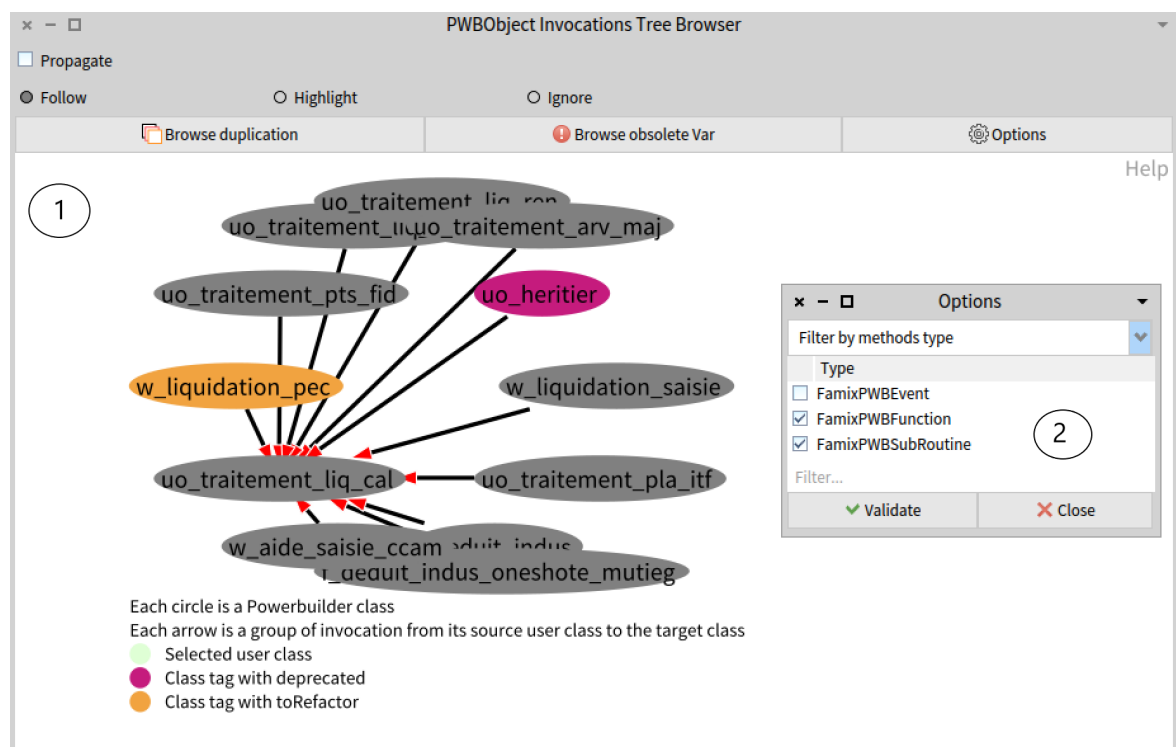 PWBObject Invocations Tree Browser
Propagate
Follow Highlight Ignore
Browse duplication Browse obsolete Var Options
Help
1
uo_traitement_liq_ren
uo_traitement_arv_maj
uo_traitement_pts_fid
uo_heritier
w_liquidation_pec
w_liquidation_saisie
uo_traitement_liq_cal
uo_traitement_pla_itf
w_aide_saisie_ccam
f_deduit_indus_oneshote_mutieg
Options
Filter by methods type
Type
FamixPWBEvent
FamixPWBFunction
FamixPWBSubRoutine
2
Filter...
Validate Close
Each circle is a Powerbuilder class
Each arrow is a group of invocation from its source user class to the target class
Selected user class
Class tag with deprecated
Class tag with toRefactor